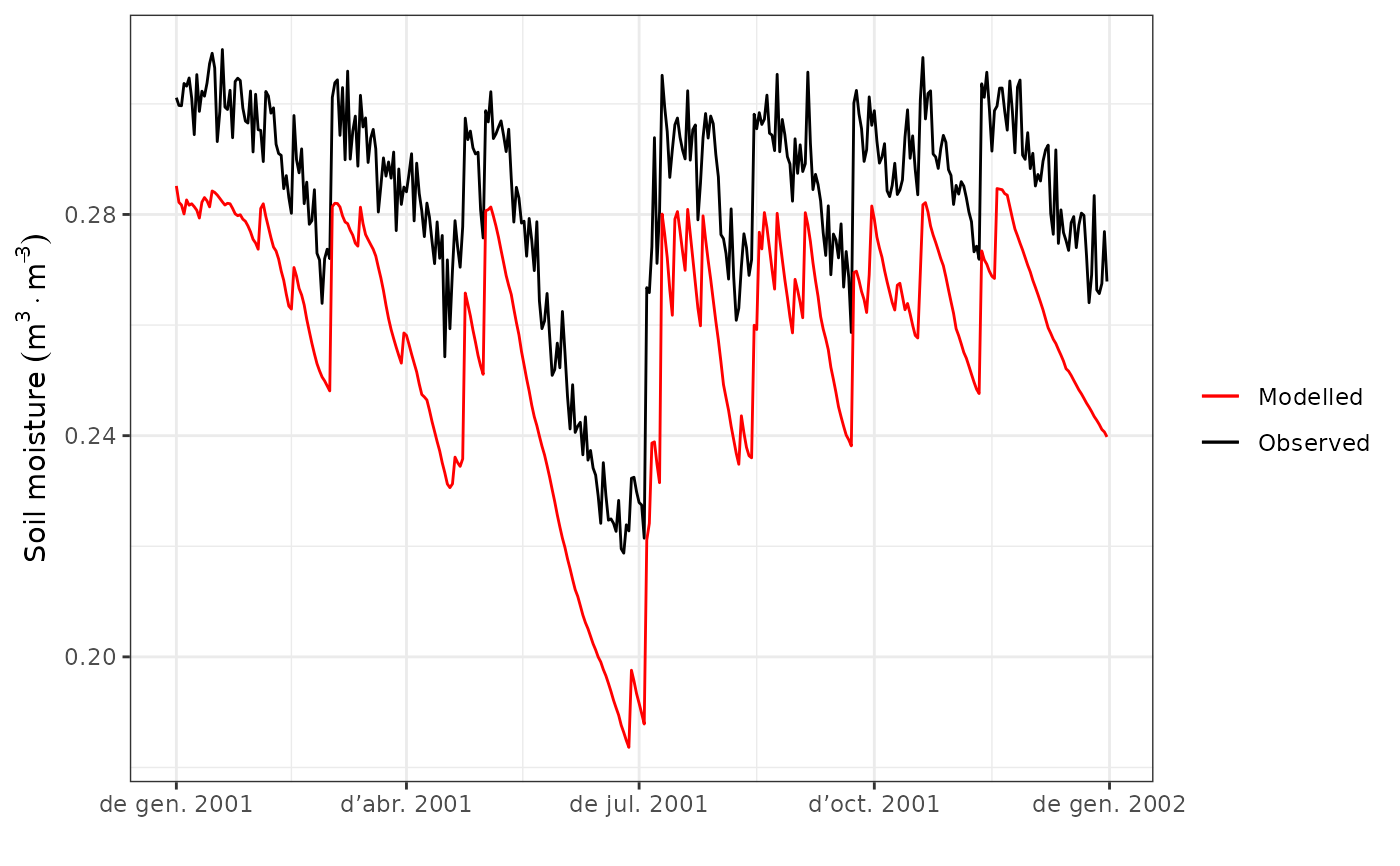 Soil moisture (m³ · m⁻³)
0.28
0.24
0.20
de gen. 2001
d’abr. 2001
de jul. 2001
d’oct. 2001
de gen. 2002
Modelled
Observed